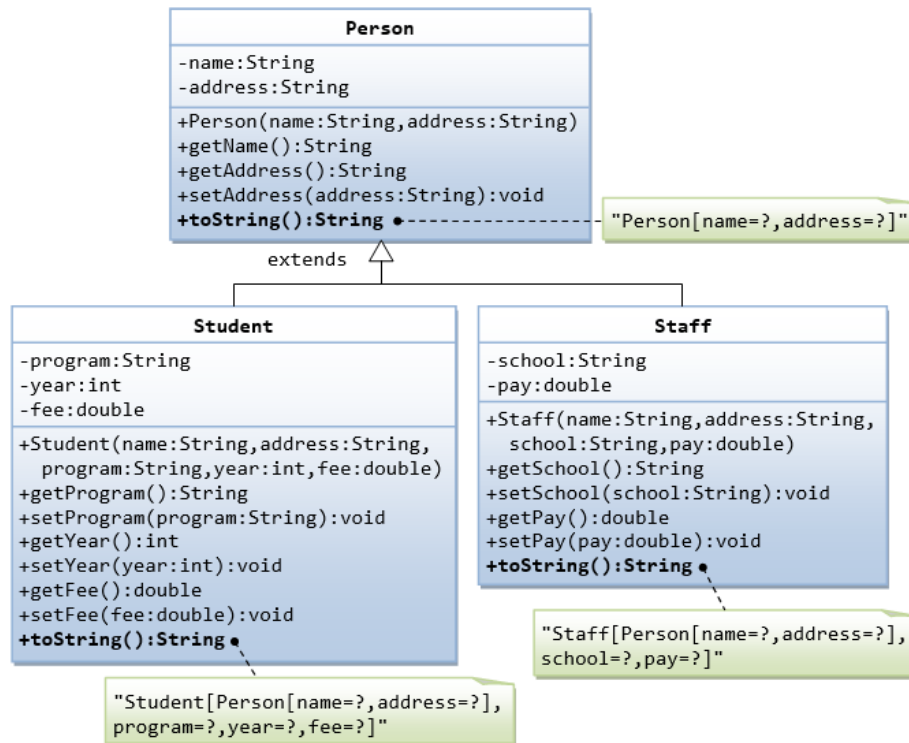 Person
-name:String
-address:String
+Person(name:String,address:String)
+getName():String
+getAddress():String
+setAddress(address:String):void
+toString():String
"Person[name=?,address=?]"
extends
Student
-program:String
-year:int
-fee:double
+Student(name:String,address:String,
program:String,year:int,fee:double)
+getProgram():String
+setProgram(program:String):void
+getYear():int
+setYear(year:int):void
+getFee():double
+setFee(fee:double):void
+toString():String
"Student[Person[name=?,address=?],
program=?,year=?,fee=?]"
Staff
-school:String
-pay:double
+Staff(name:String,address:String,
school:String,pay:double)
+getSchool():String
+setSchool(school:String):void
+getPay():double
+setPay(pay:double):void
+toString():String
"Staff[Person[name=?,address=?],
school=?,pay=?]"